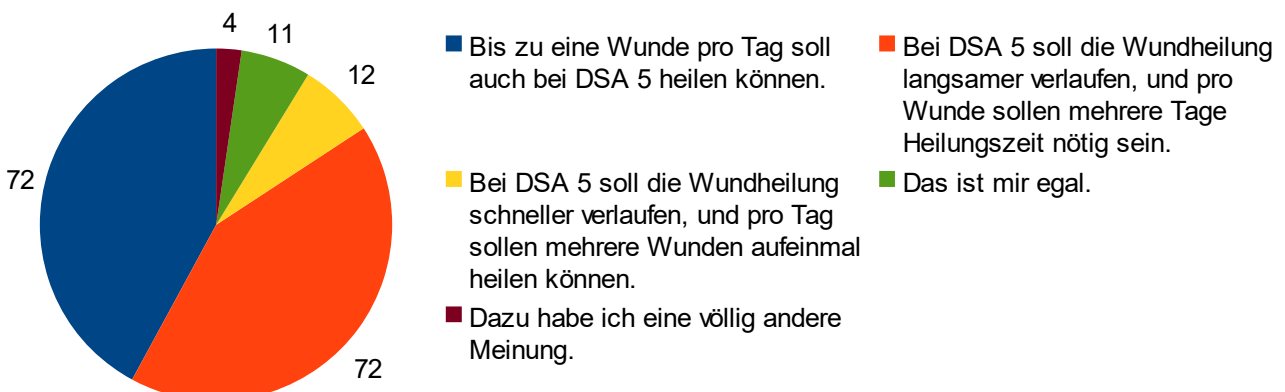 4
11
12
72
72
Bis zu eine Wunde pro Tag soll
auch bei DSA 5 heilen können.
Bei DSA 5 soll die Wundheilung
langsamer verlaufen, und pro
Wunde sollen mehrere Tage
Heilungszeit nötig sein.
Bei DSA 5 soll die Wundheilung
schneller verlaufen, und pro Tag
sollen mehrere Wunden aufeinmal
heilen können.
Das ist mir egal.
Dazu habe ich eine völlig andere
Meinung.